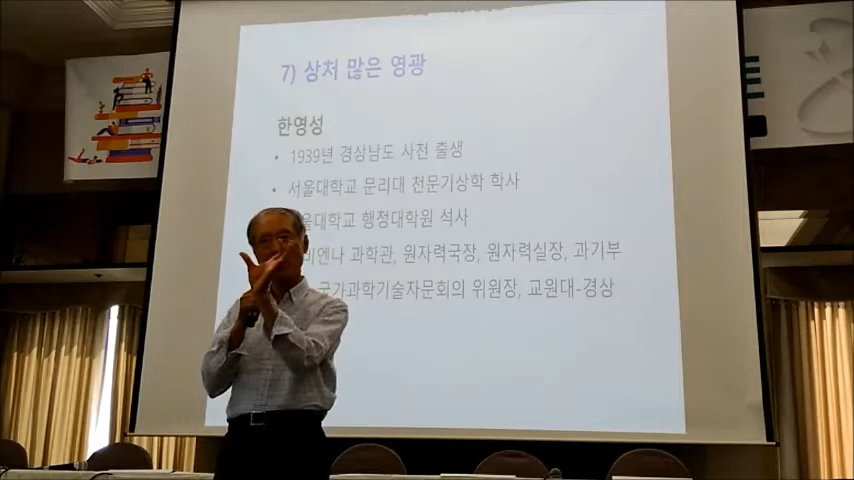 7) 상처 많은 영광
한영성
• 1939년 경상남도 사천 출생
• 서울대학교 문리대 천문기상학 학사
울대학교 행정대학원 석사
비엔나 과학관, 원자력국장, 원자력실장, 과기부
국가과학기술자문회의 위원장, 교원대-경상